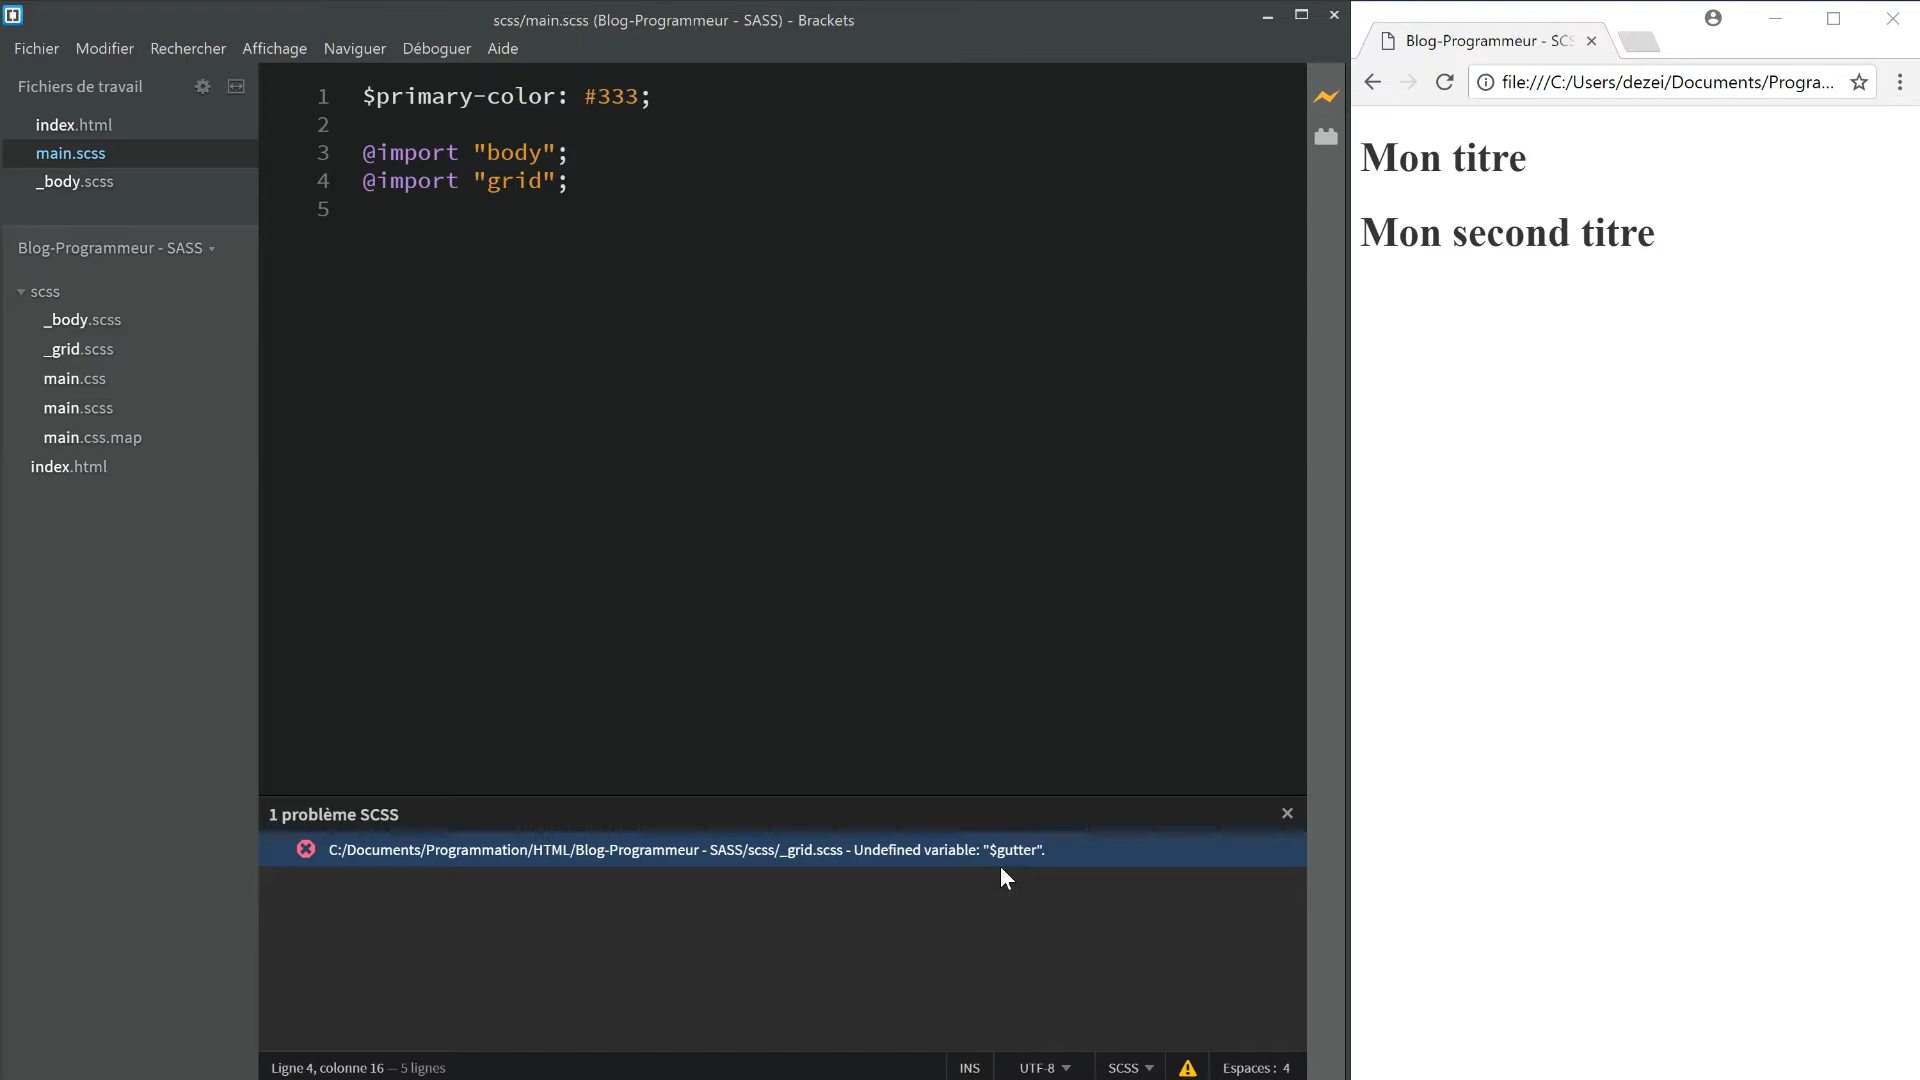 scss/main.scss (Blog-Programmeur - SASS) - Brackets
Fichier Modifier Rechercher Affichage Naviguer Déboguer Aide
Fichiers de travail
index.html
main.scss
_body.scss
Blog-Programmeur - SASS
scss
_body.scss
_grid.scss
main.css
main.scss
main.css.map
index.html
1 $primary-color: #333;
2
3 @import "body";
4 @import "grid";
5
1 problème SCSS
C:/Documents/Programmation/HTML/Blog-Programmeur - SASS/scss/_grid.scss - Undefined variable: "$gutter".
Ligne 4, colonne 16 — 5 lignes
INS UTF-8 SCSS Espaces : 4
Blog-Programmeur - SCS
file:///C:/Users/dezei/Documents/Progra...
Mon titre
Mon second titre